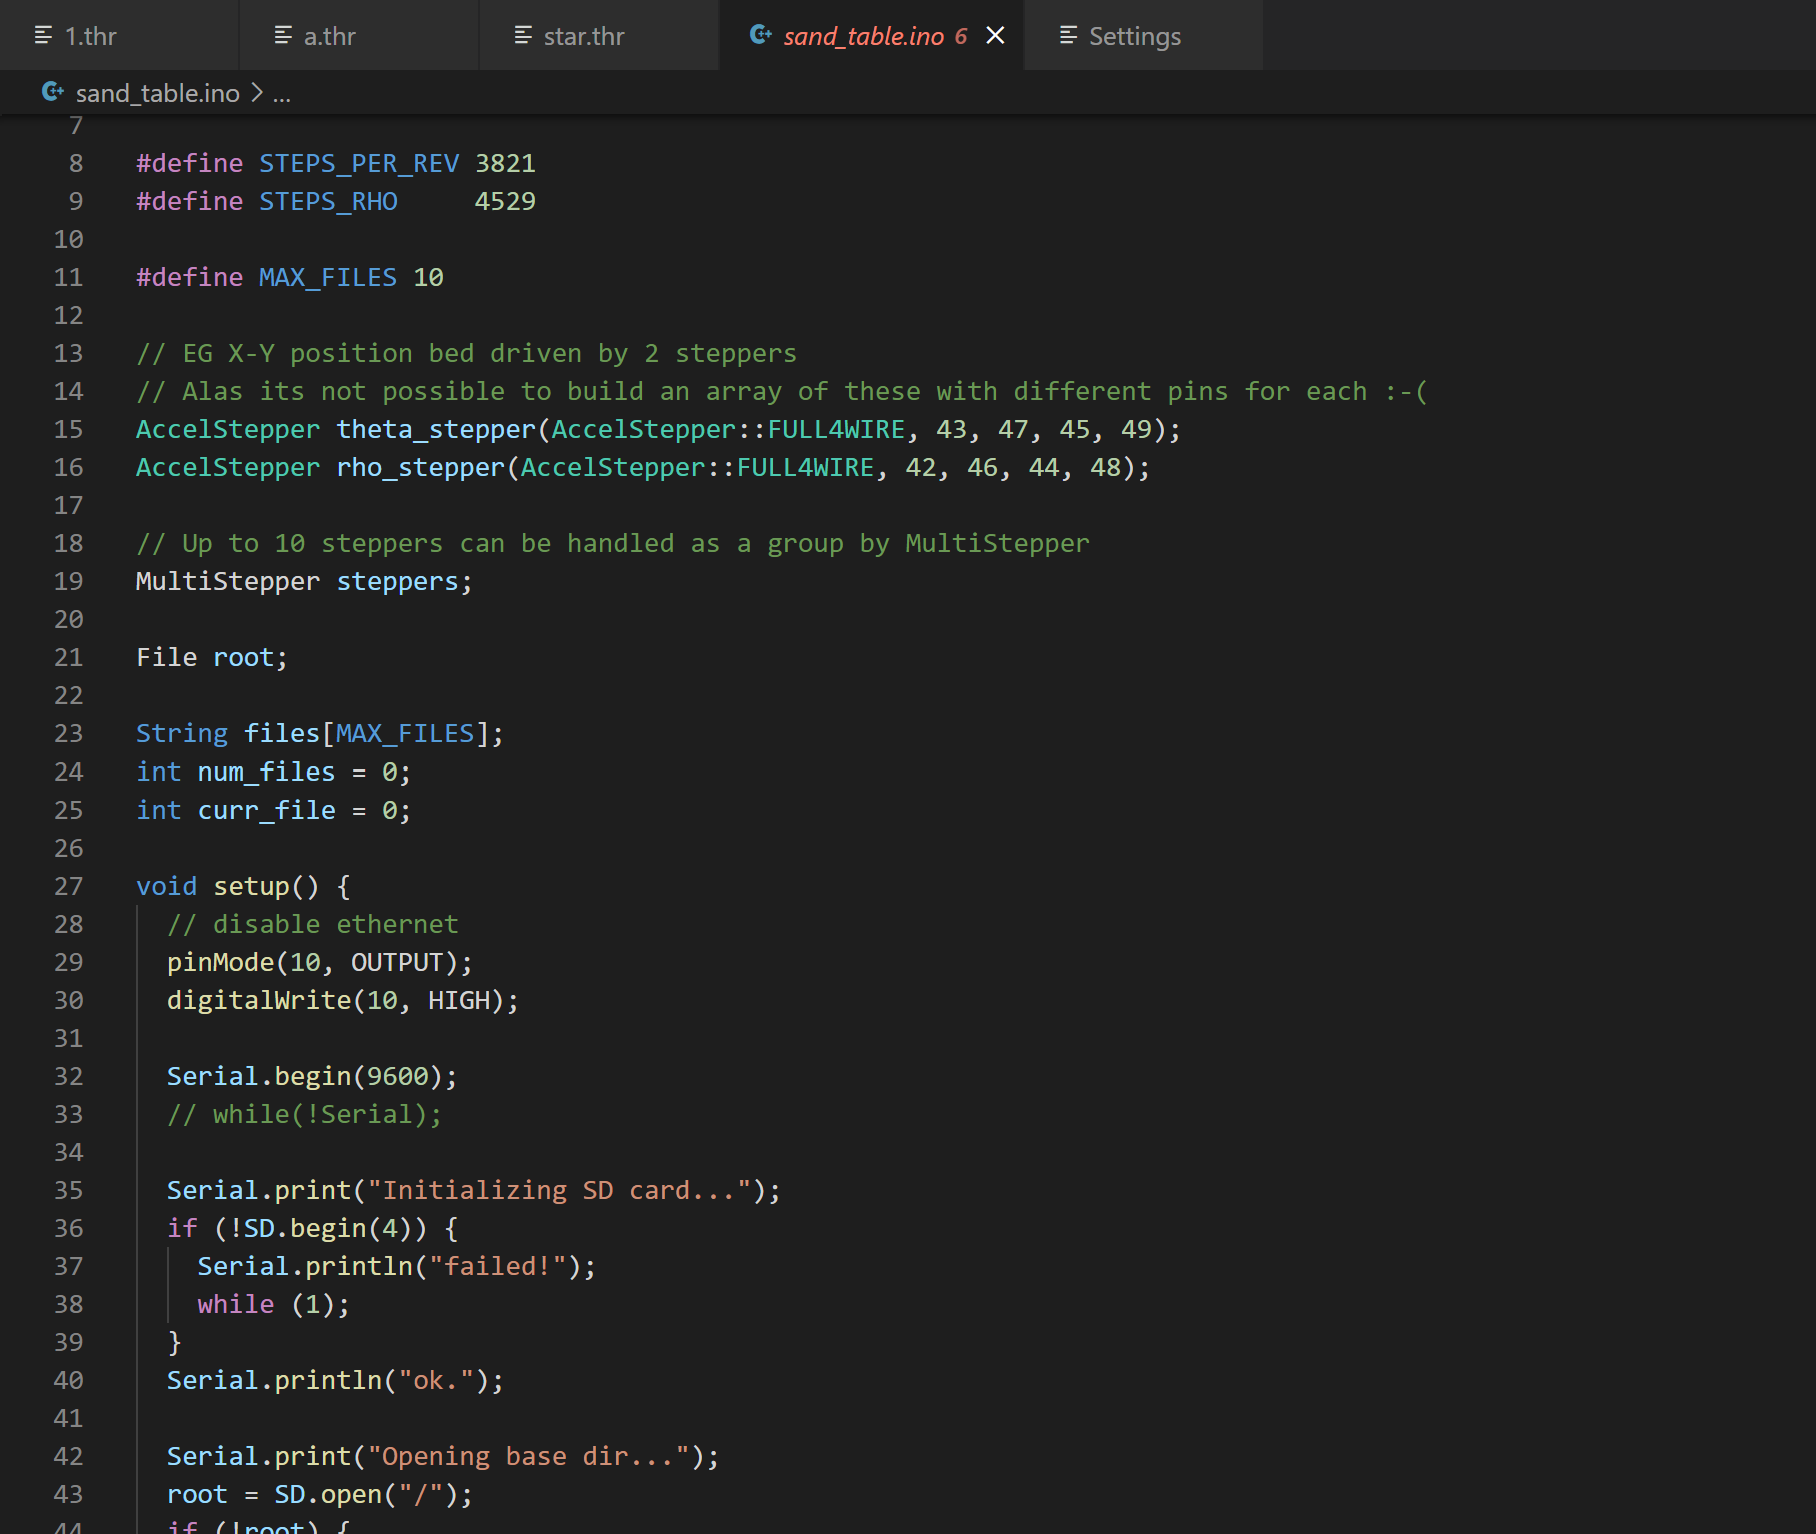 1.thr a.thr star.thr sand_table.ino 6 Settings
sand_table.ino > ...
7
8 #define STEPS_PER_REV 3821
9 #define STEPS_RHO     4529
10
11 #define MAX_FILES 10
12
13 // EG X-Y position bed driven by 2 steppers
14 // Alas its not possible to build an array of these with different pins for each :-(
15 AccelStepper theta_stepper(AccelStepper::FULL4WIRE, 43, 47, 45, 49);
16 AccelStepper rho_stepper(AccelStepper::FULL4WIRE, 42, 46, 44, 48);
17
18 // Up to 10 steppers can be handled as a group by MultiStepper
19 MultiStepper steppers;
20
21 File root;
22
23 String files[MAX_FILES];
24 int num_files = 0;
25 int curr_file = 0;
26
27 void setup() {
28   // disable ethernet
29   pinMode(10, OUTPUT);
30   digitalWrite(10, HIGH);
31
32   Serial.begin(9600);
33   // while(!Serial);
34
35   Serial.print("Initializing SD card...");
36   if (!SD.begin(4)) {
37     Serial.println("failed!");
38     while (1);
39   }
40   Serial.println("ok.");
41
42   Serial.print("Opening base dir...");
43   root = SD.open("/");
44   if (!root) {